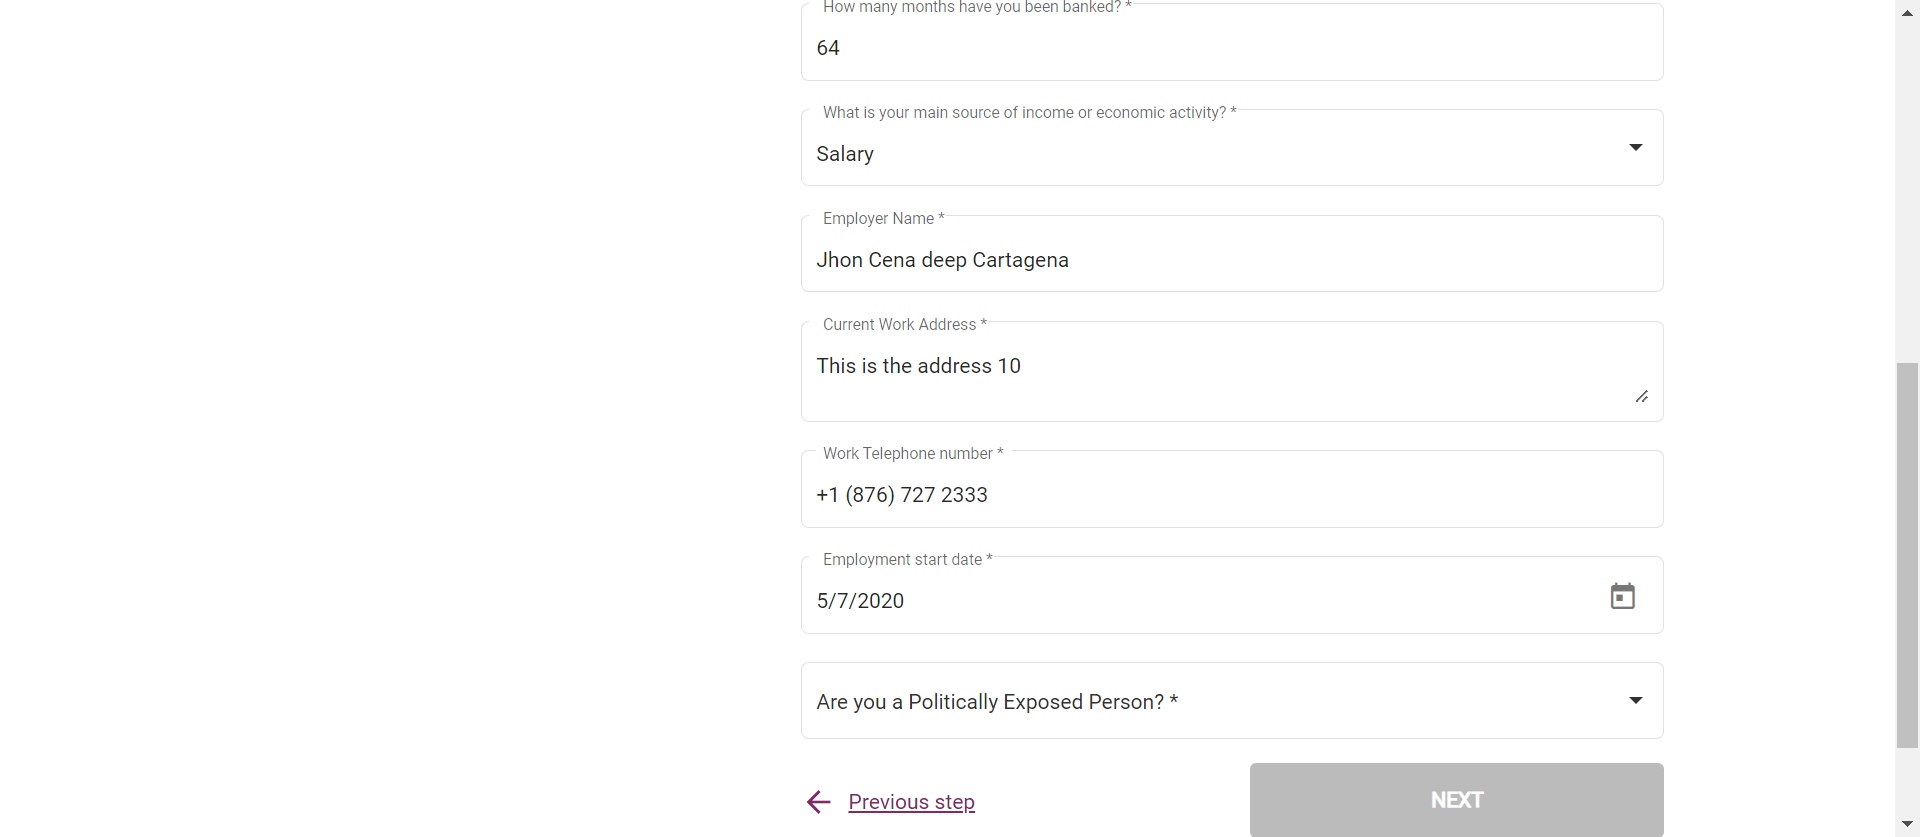 How many months have you been banked? *
64
What is your main source of income or economic activity? *
Salary
Employer Name *
Jhon Cena deep Cartagena
Current Work Address *
This is the address 10
Work Telephone number *
+1 (876) 727 2333
Employment start date *
5/7/2020
Are you a Politically Exposed Person? *
Previous step
NEXT